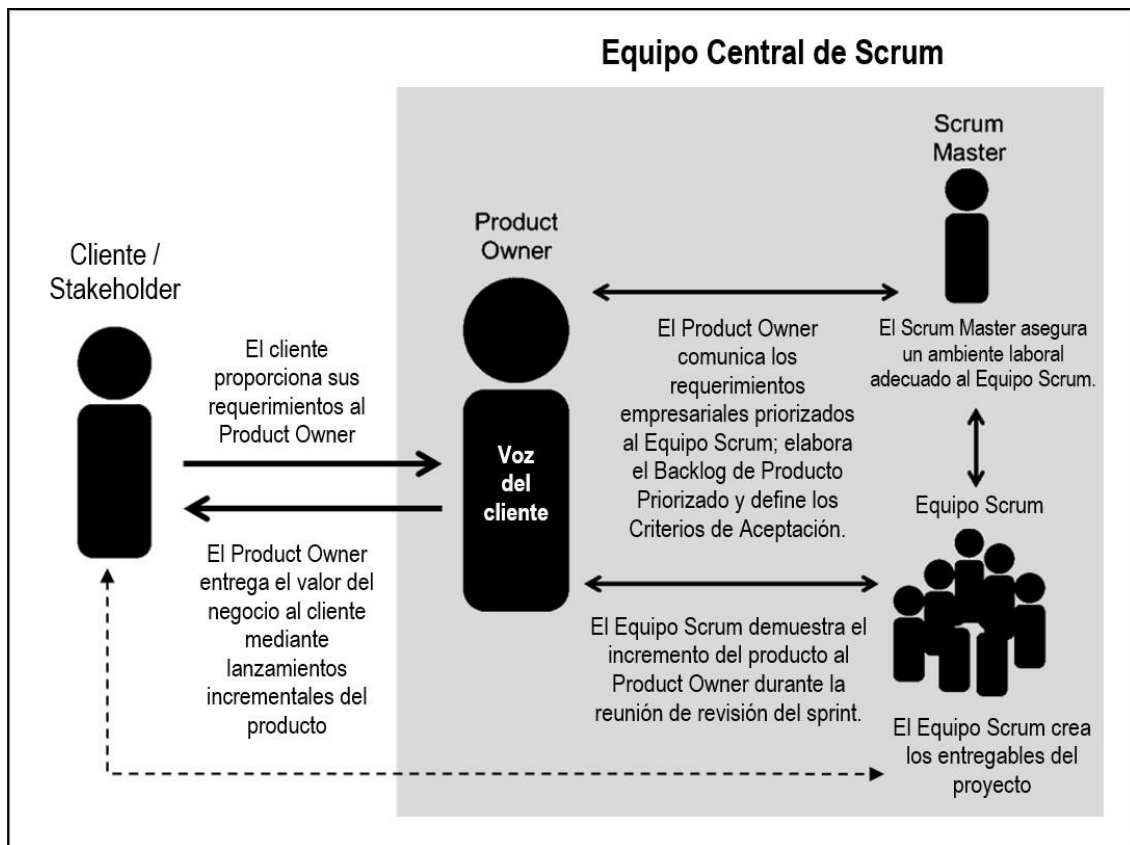 Equipo Central de Scrum
Scrum
Master
Product
Owner
Cliente /
Stakeholder
El cliente
proporciona sus
requerimientos al
Product Owner
Voz
del
cliente
El Product Owner
entrega el valor del
negocio al cliente
mediante
lanzamientos
incrementales del
producto
El Product Owner
comunica los
requerimientos
empresariales priorizados
al Equipo Scrum; elabora
el Backlog de Producto
Priorizado y define los
Criterios de Aceptación.
El Scrum Master asegura
un ambiente laboral
adecuado al Equipo Scrum.
Equipo Scrum
El Equipo Scrum demuestra el
incremento del producto al
Product Owner durante la
reunión de revisión del sprint.
El Equipo Scrum crea
los entregables del
proyecto